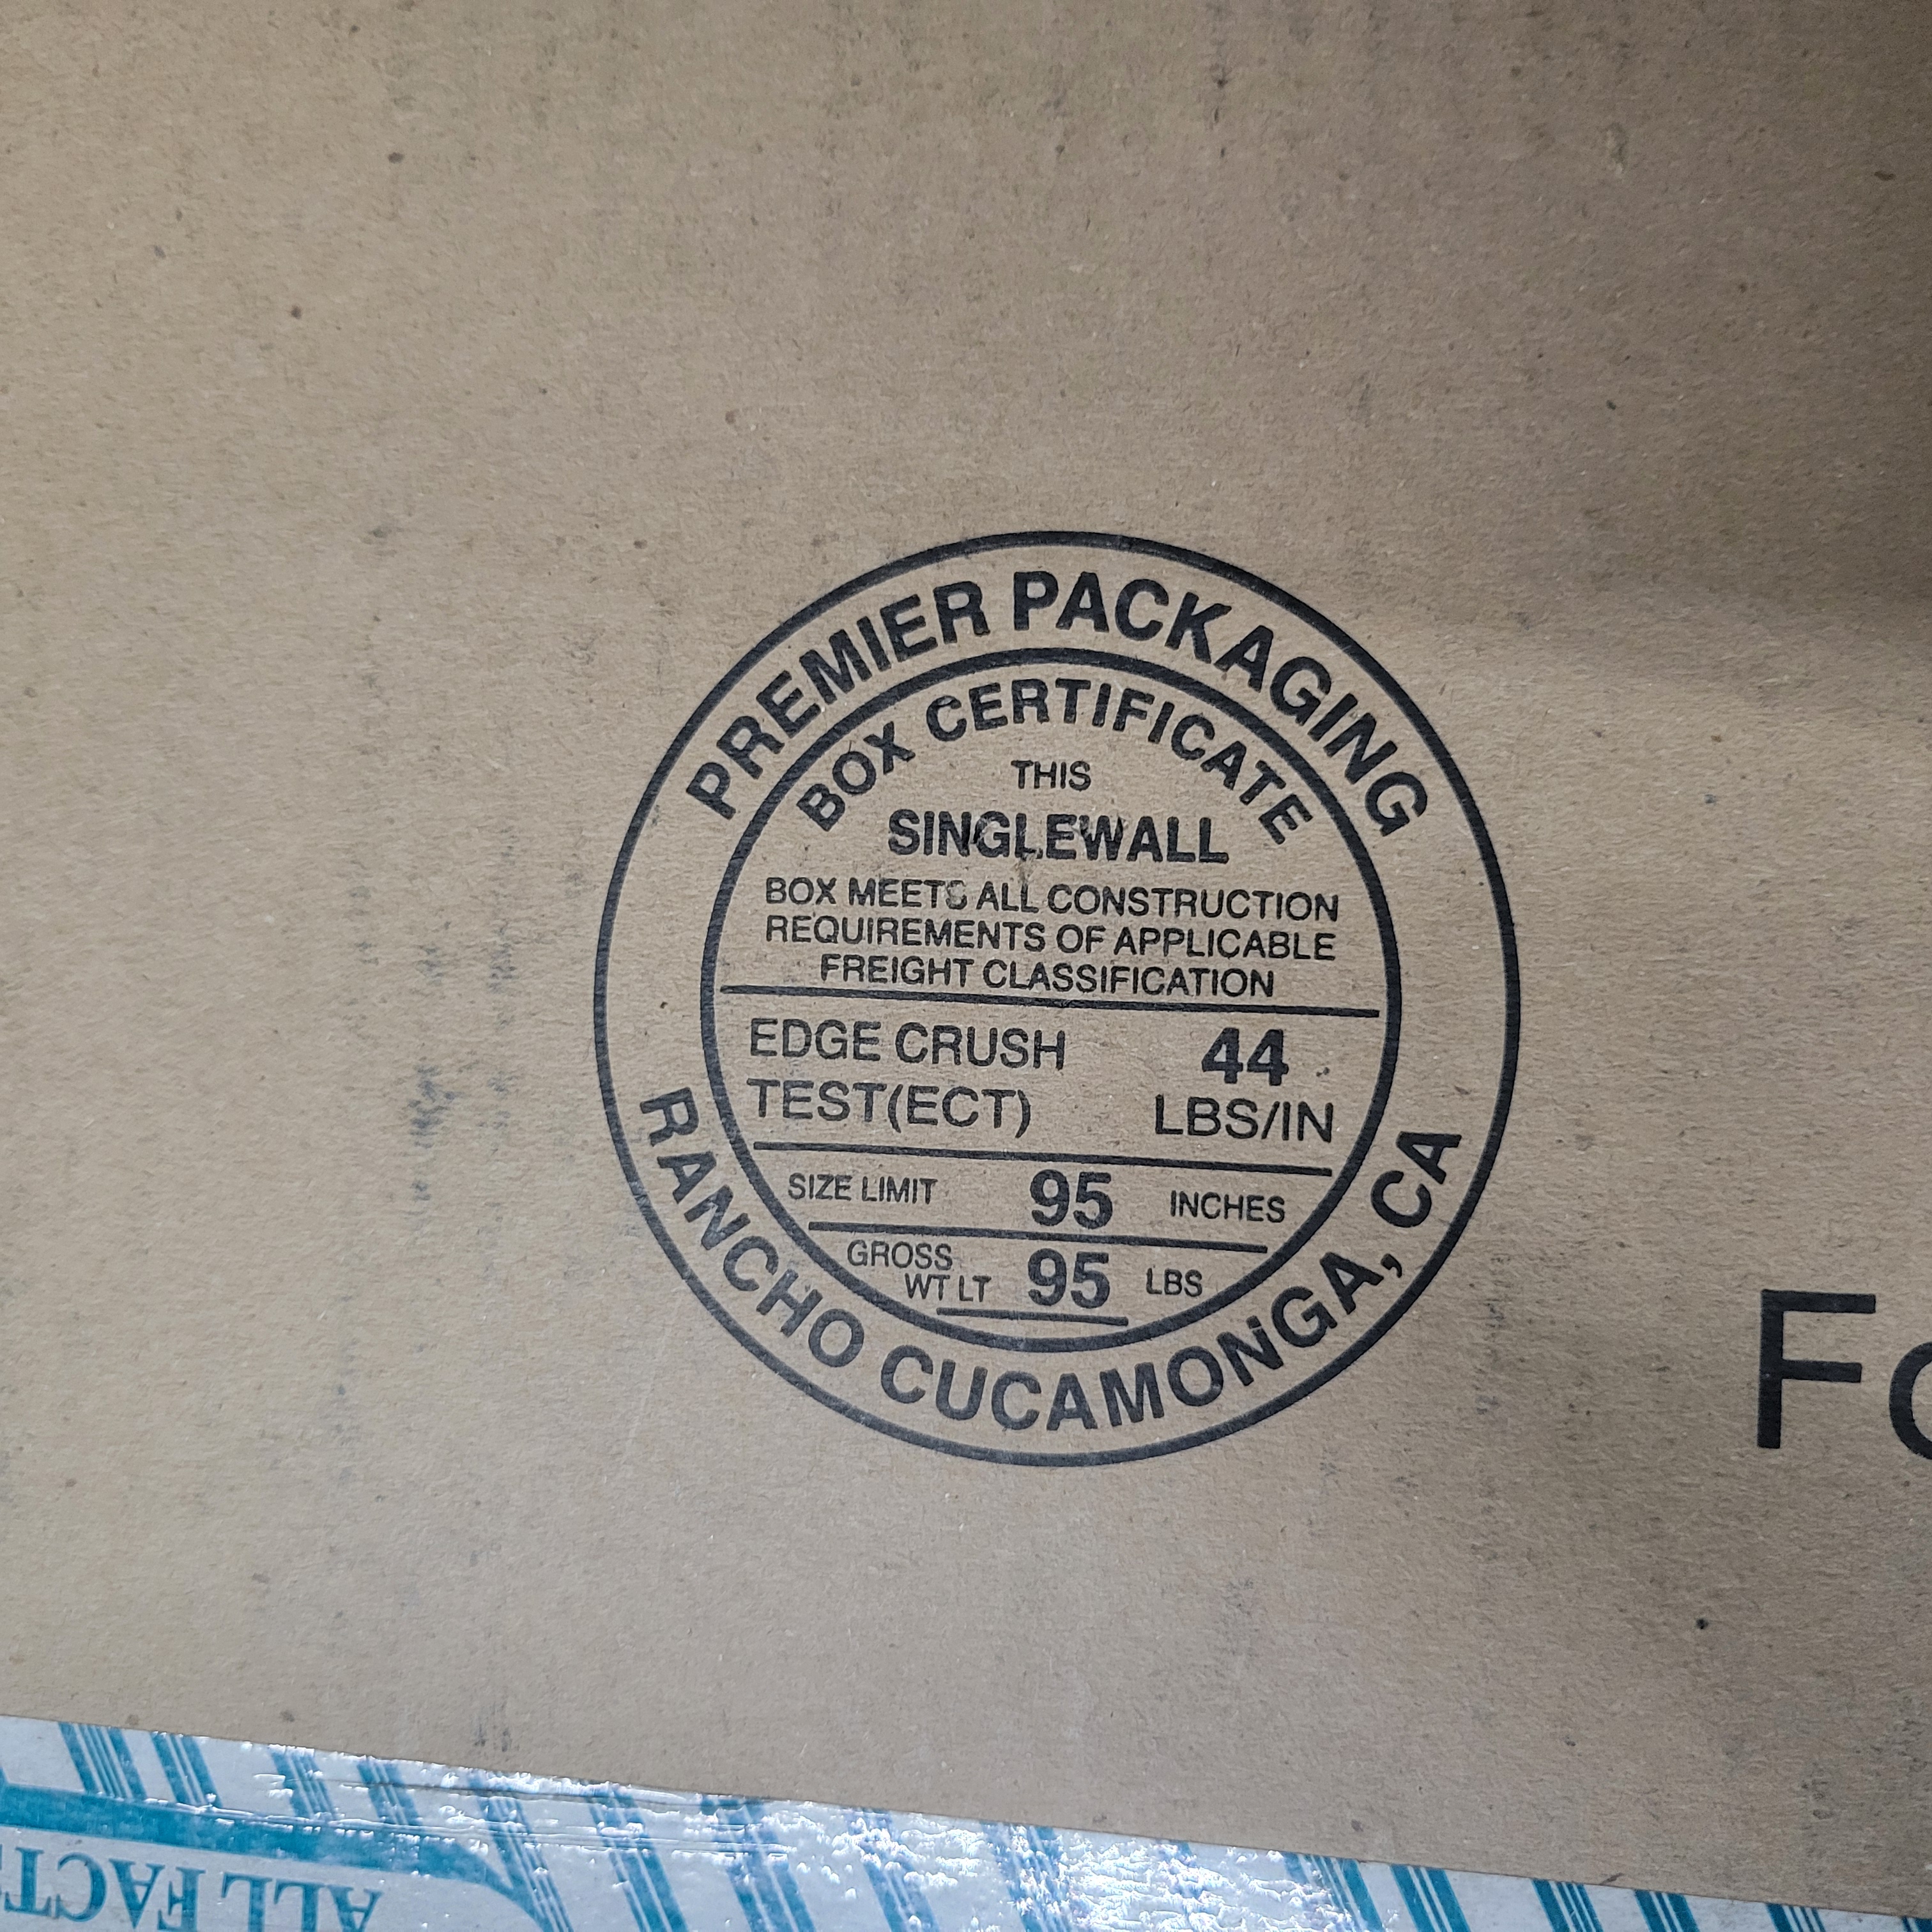 PREMIER PACKAGING
BOX CERTIFICATE
THIS
SINGLEWALL
BOX MEETS ALL CONSTRUCTION
REQUIREMENTS OF APPLICABLE
FREIGHT CLASSIFICATION
EDGE CRUSH 44
TEST(ECT) LBS/IN
SIZE LIMIT 95 INCHES
GROSS
WT LT 95 LBS
RANCHO CUCAMONGA, CA
ALL